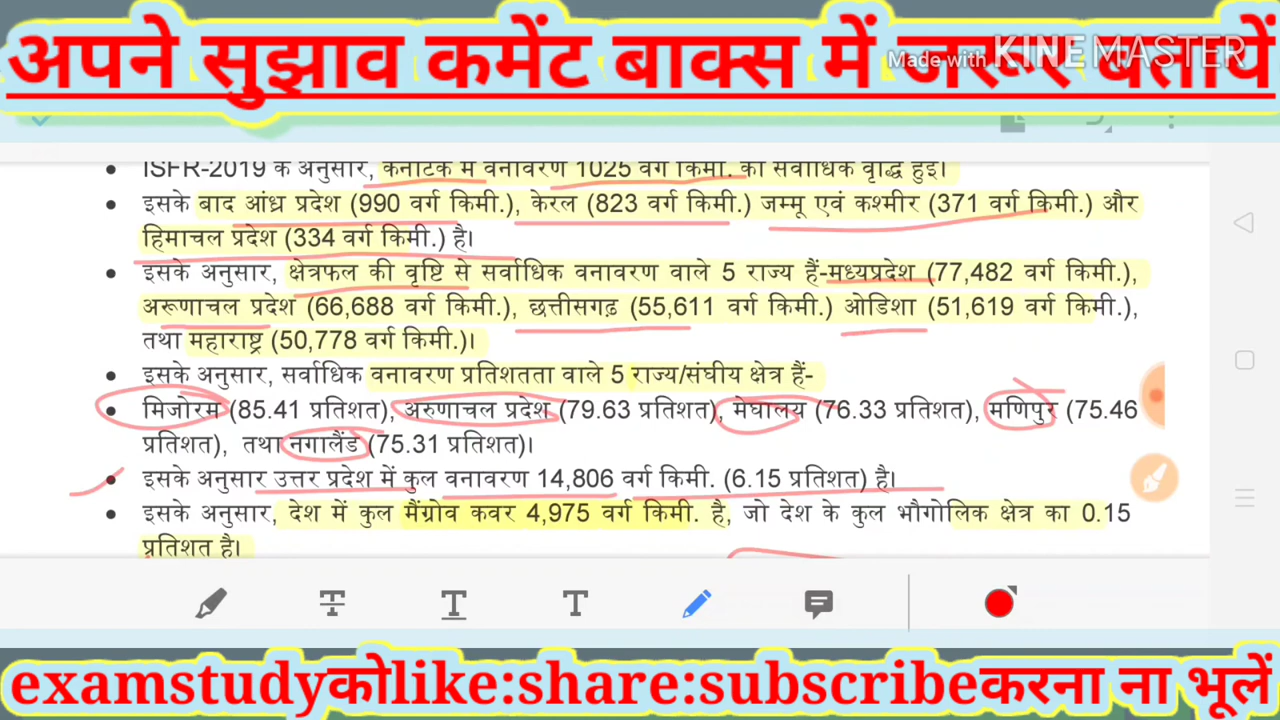 अपने सुझाव कमेंट बाक्स में जरूर बतायें
Made with KINEMASTER
ISFR-2019 के अनुसार, कर्नाटक में वनावरण 1025 वर्ग किमी. की सर्वाधिक वृद्धि हुई।
इसके बाद आंध्र प्रदेश (990 वर्ग किमी.), केरल (823 वर्ग किमी.) जम्मू एवं कश्मीर (371 वर्ग किमी.) और
हिमाचल प्रदेश (334 वर्ग किमी.) है।
इसके अनुसार, क्षेत्रफल की वृष्टि से सर्वाधिक वनावरण वाले 5 राज्य हैं-मध्यप्रदेश (77,482 वर्ग किमी.),
अरूणाचल प्रदेश (66,688 वर्ग किमी.), छत्तीसगढ़ (55,611 वर्ग किमी.) ओडिशा (51,619 वर्ग किमी.),
तथा महाराष्ट्र (50,778 वर्ग किमी.)।
इसके अनुसार, सर्वाधिक वनावरण प्रतिशतता वाले 5 राज्य/संघीय क्षेत्र हैं-
मिजोरम (85.41 प्रतिशत), अरुणाचल प्रदेश (79.63 प्रतिशत), मेघालय (76.33 प्रतिशत), मणिपुर (75.46
प्रतिशत), तथा नगालैंड (75.31 प्रतिशत)।
इसके अनुसार उत्तर प्रदेश में कुल वनावरण 14,806 वर्ग किमी. (6.15 प्रतिशत) है।
इसके अनुसार, देश में कुल मैंग्रोव कवर 4,975 वर्ग किमी. है, जो देश के कुल भौगोलिक क्षेत्र का 0.15
प्रतिशत है।
examstudyकोlike:share:subscribeकरना ना भूलें